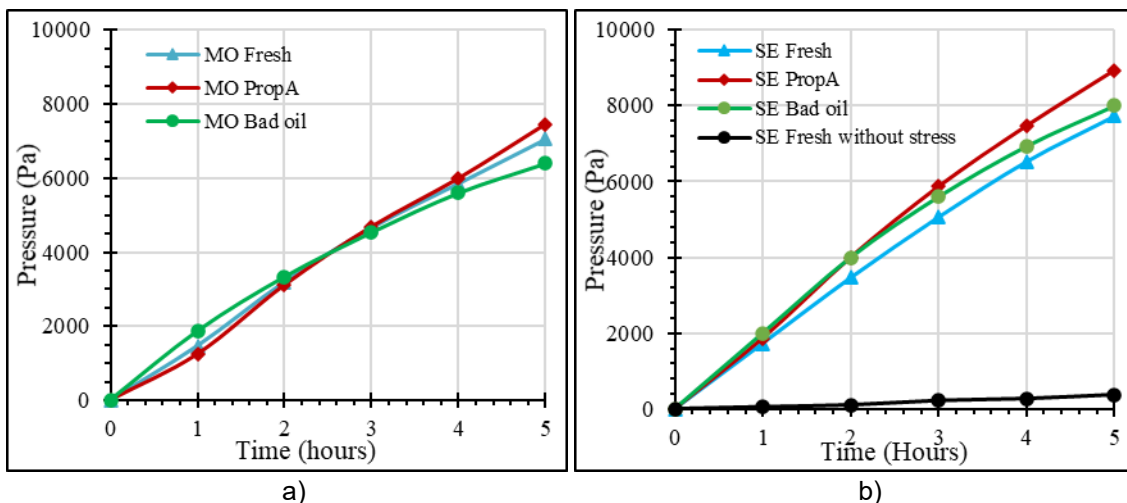 10000
8000
6000
4000
2000
0
Pressure (Pa)
MO Fresh
MO PropA
MO Bad oil
0 1 2 3 4 5
Time (hours)
a)
10000
8000
6000
4000
2000
0
Pressure (Pa)
SE Fresh
SE PropA
SE Bad oil
SE Fresh without stress
0 1 2 3 4 5
Time (Hours)
b)